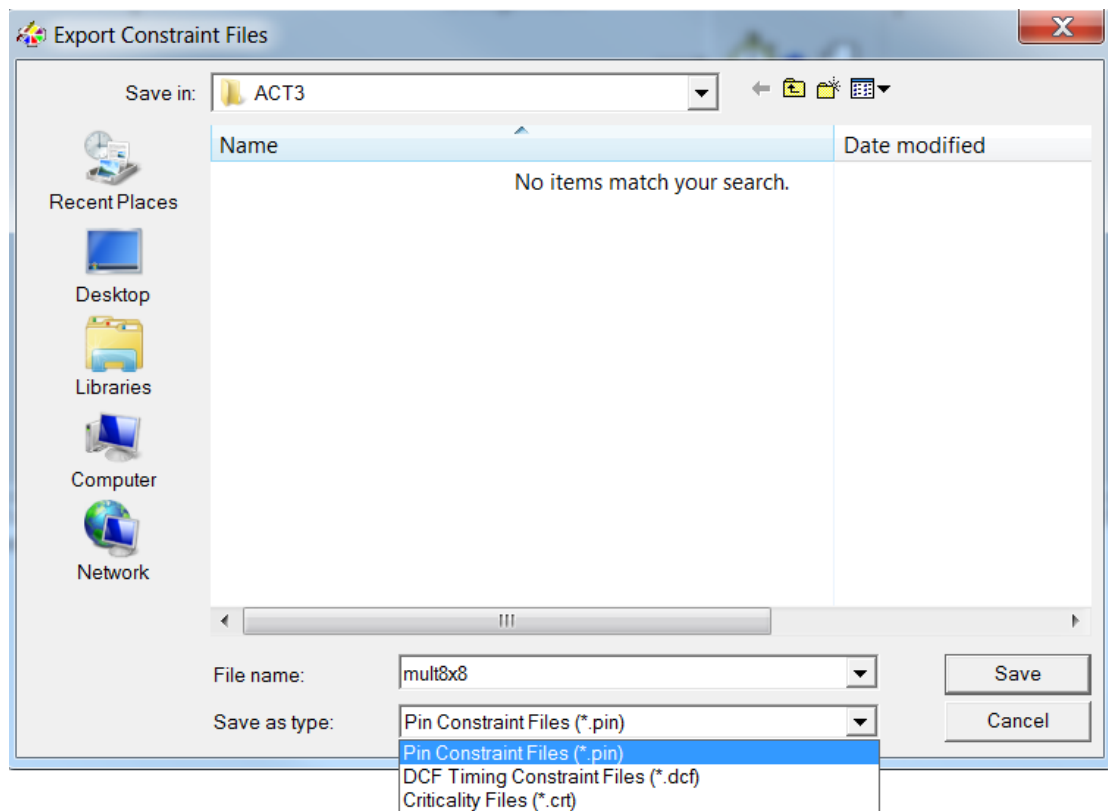 Export Constraint Files
X
Save in:
ACT3
Name
Date modified
No items match your search.
Recent Places
Desktop
Libraries
Computer
Network
File name:
mult8x8
Save
Save as type:
Pin Constraint Files (*.pin)
Cancel
Pin Constraint Files (*.pin)
DCF Timing Constraint Files (*.dcf)
Criticality Files (*.crt)